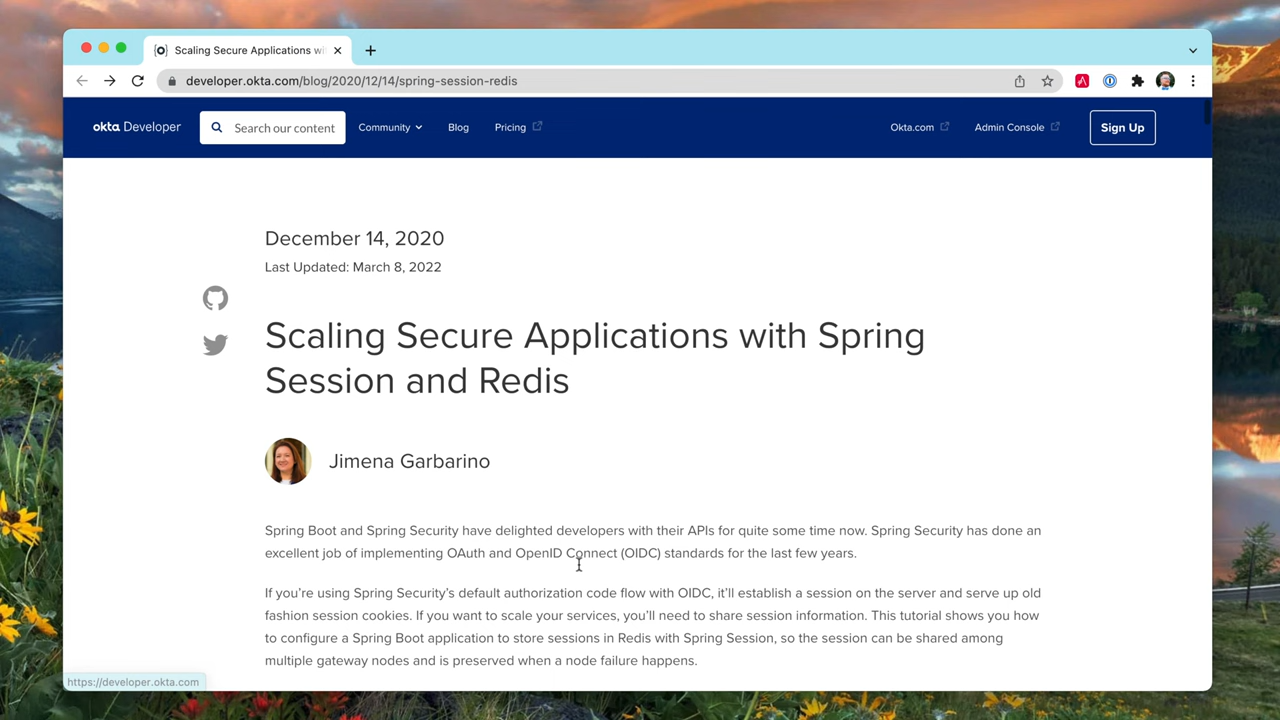 Scaling Secure Applications wi
developer.okta.com/blog/2020/12/14/spring-session-redis
okta Developer
Search our content
Community
Blog
Pricing
Okta.com
Admin Console
Sign Up
December 14, 2020
Last Updated: March 8, 2022
Scaling Secure Applications with Spring
Session and Redis
Jimena Garbarino
Spring Boot and Spring Security have delighted developers with their APIs for quite some time now. Spring Security has done an
excellent job of implementing OAuth and OpenID Connect (OIDC) standards for the last few years.
If you're using Spring Security's default authorization code flow with OIDC, it'll establish a session on the server and serve up old
fashion session cookies. If you want to scale your services, you'll need to share session information. This tutorial shows you how
to configure a Spring Boot application to store sessions in Redis with Spring Session, so the session can be shared among
multiple gateway nodes and is preserved when a node failure happens.
https://developer.okta.com